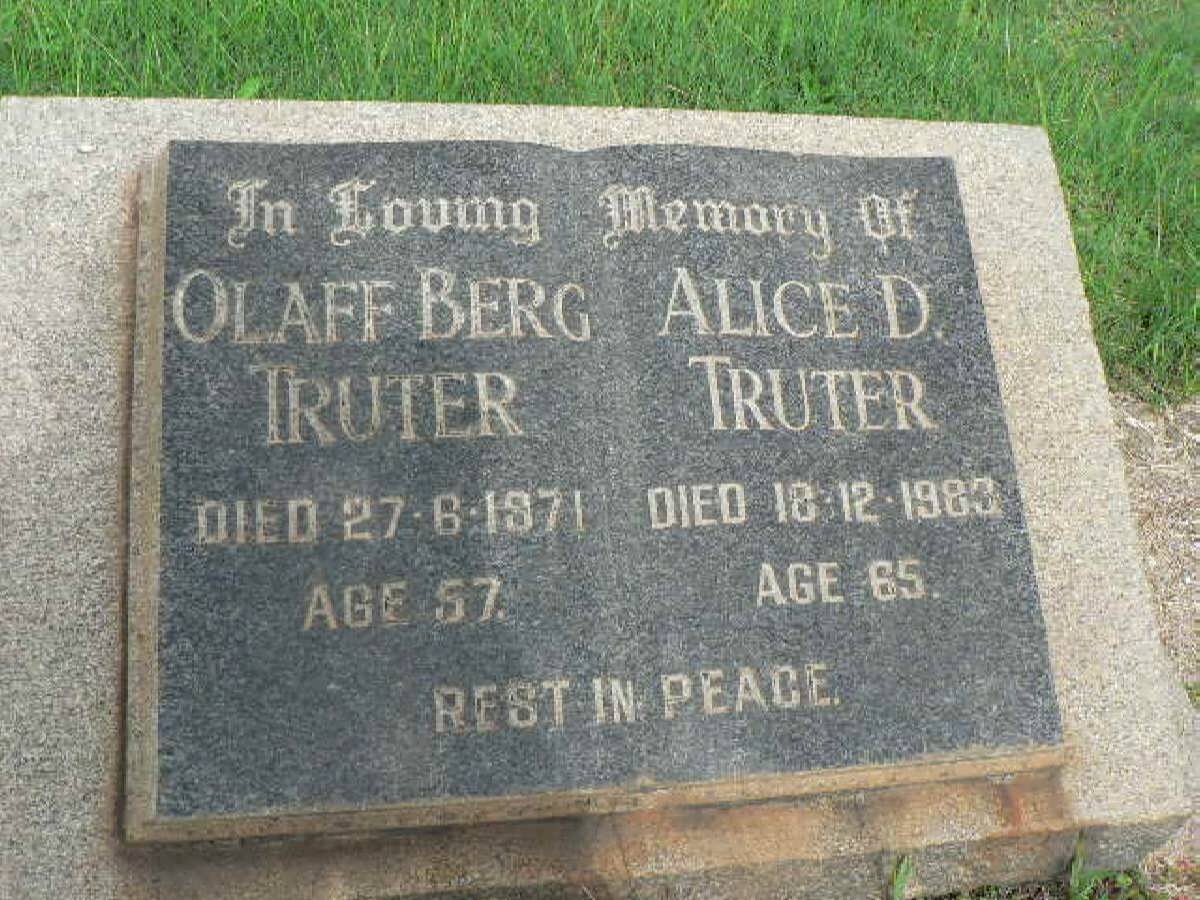 In Loving Memory Of
OLAFF BERG TRUTER
DIED 27·6·1971
AGE 57.
ALICE D. TRUTER
DIED 18·12·1983
AGE 65.
REST IN PEACE.